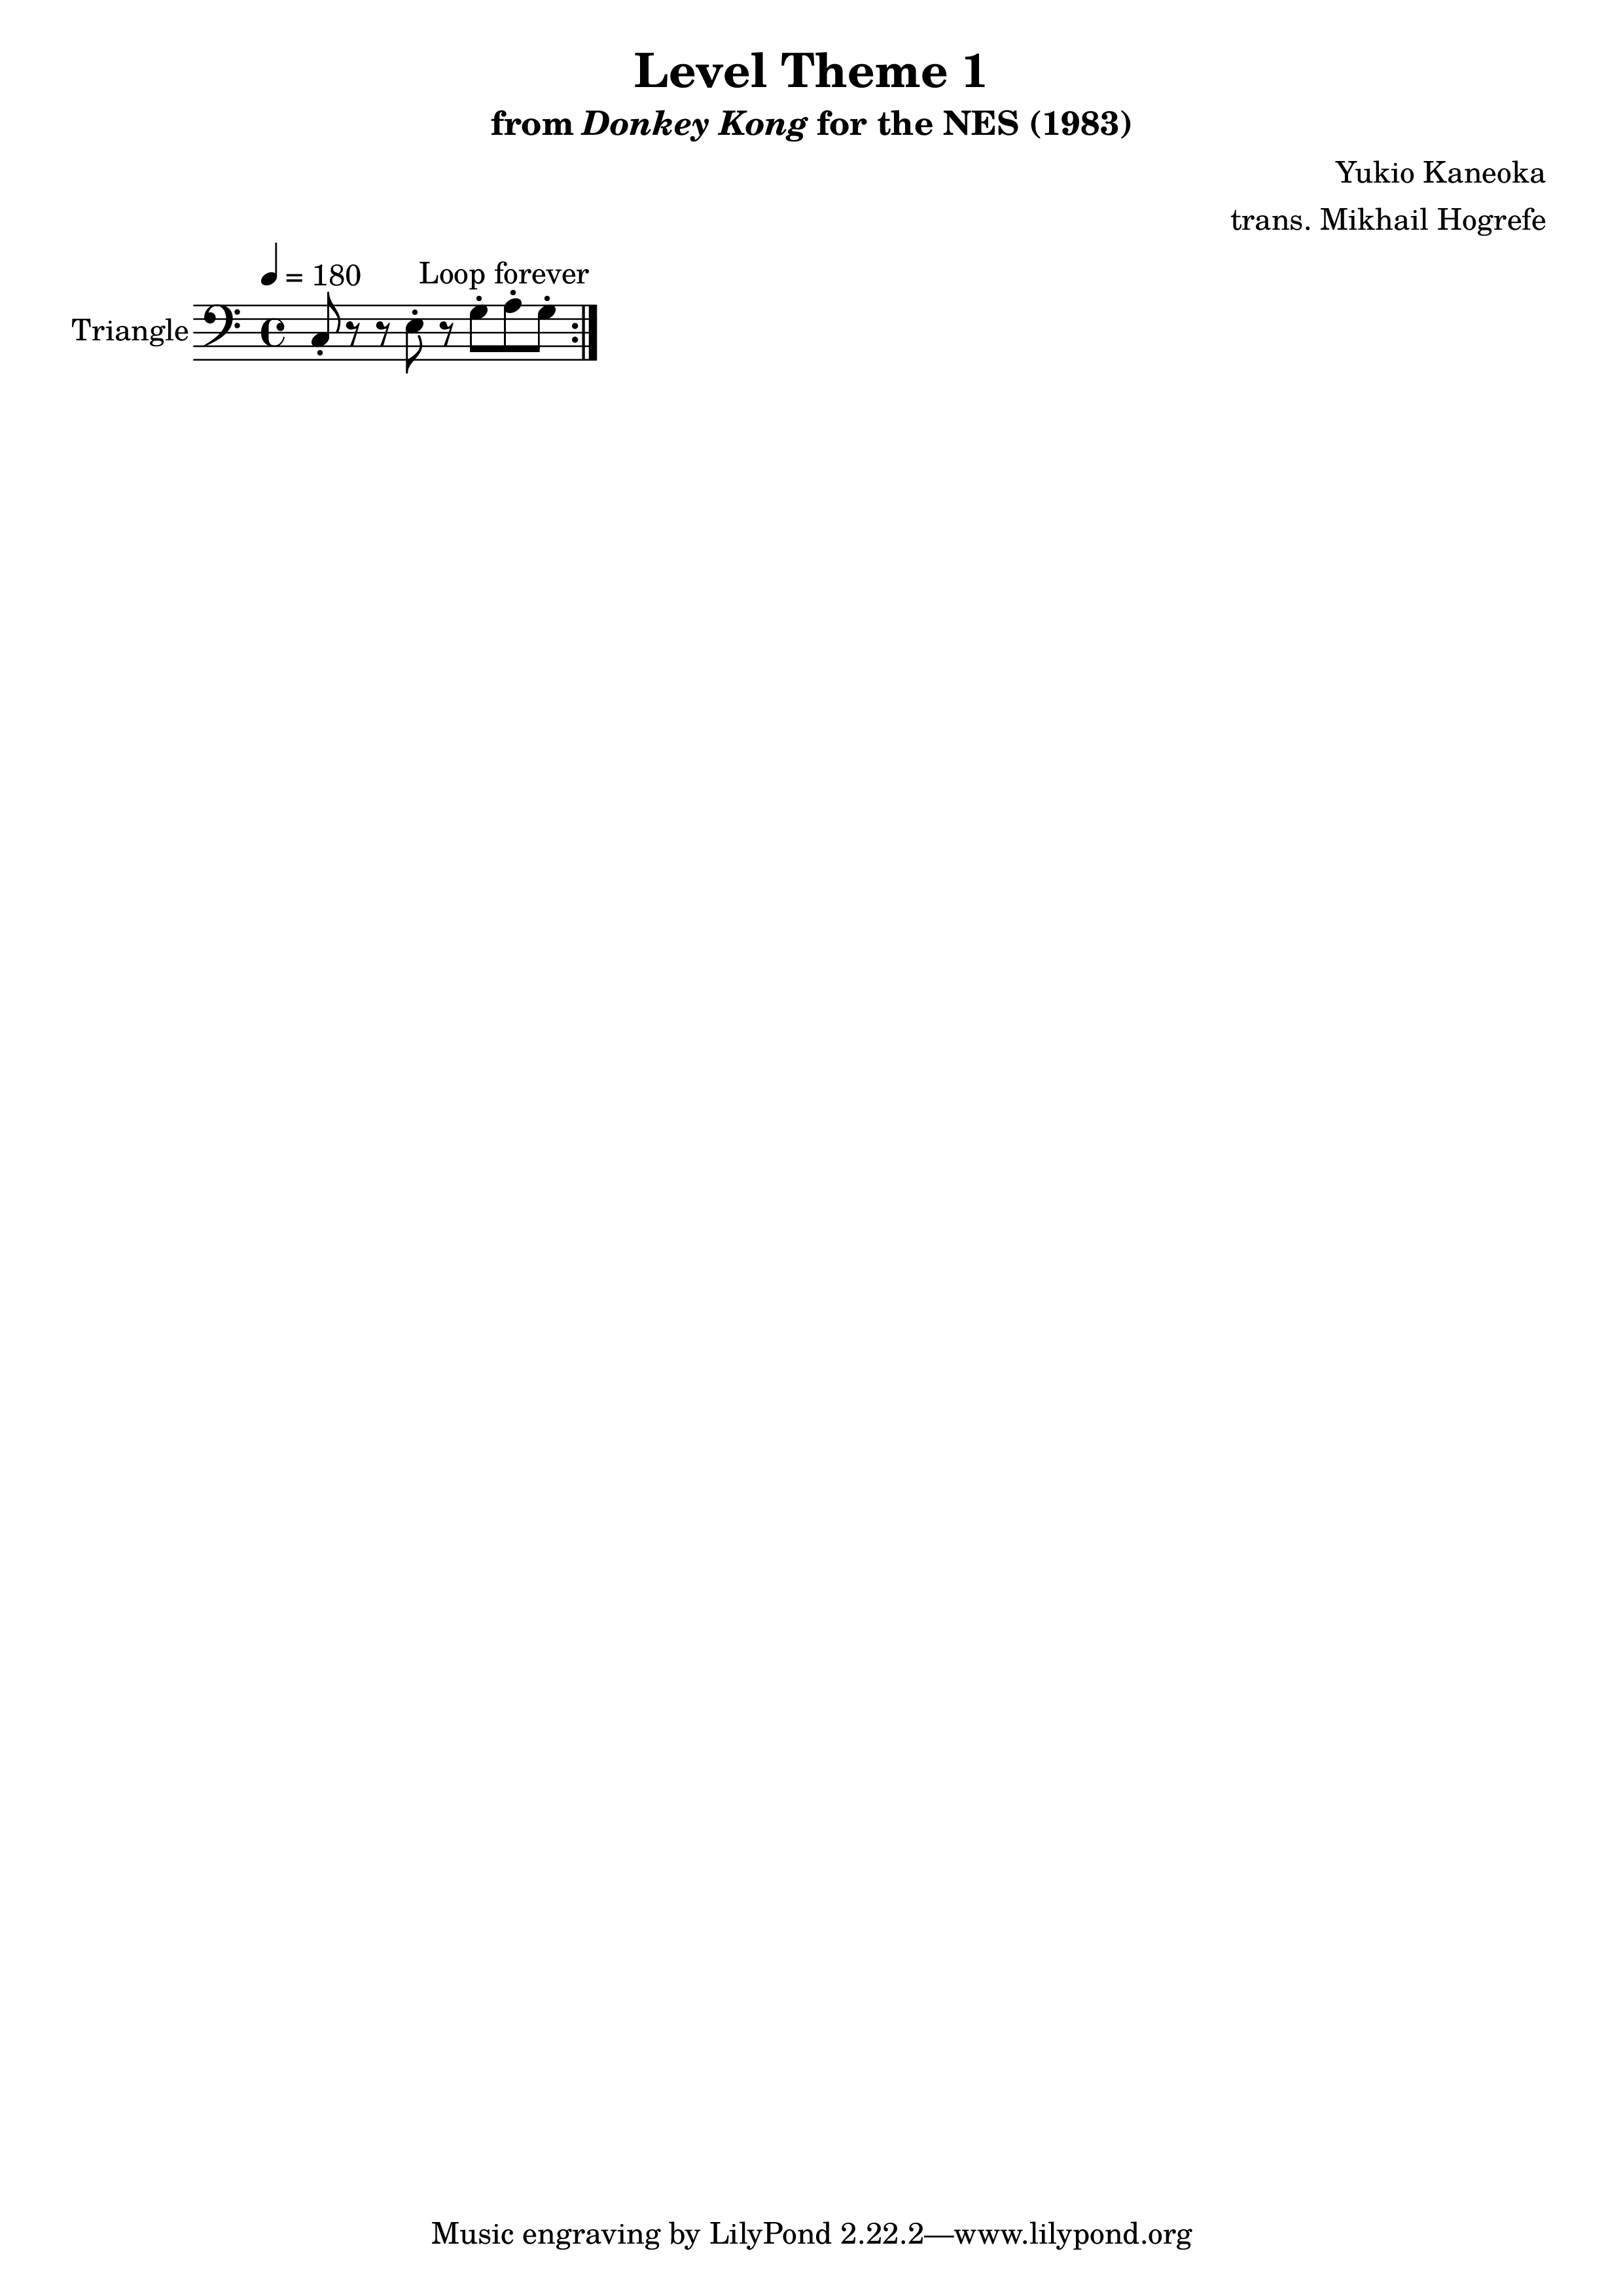 Level Theme 1
from Donkey Kong for the NES (1983)
Yukio Kaneoka
trans. Mikhail Hogrefe
= 180
Loop forever
Triangle
Music engraving by LilyPond 2.22.2—www.lilypond.org